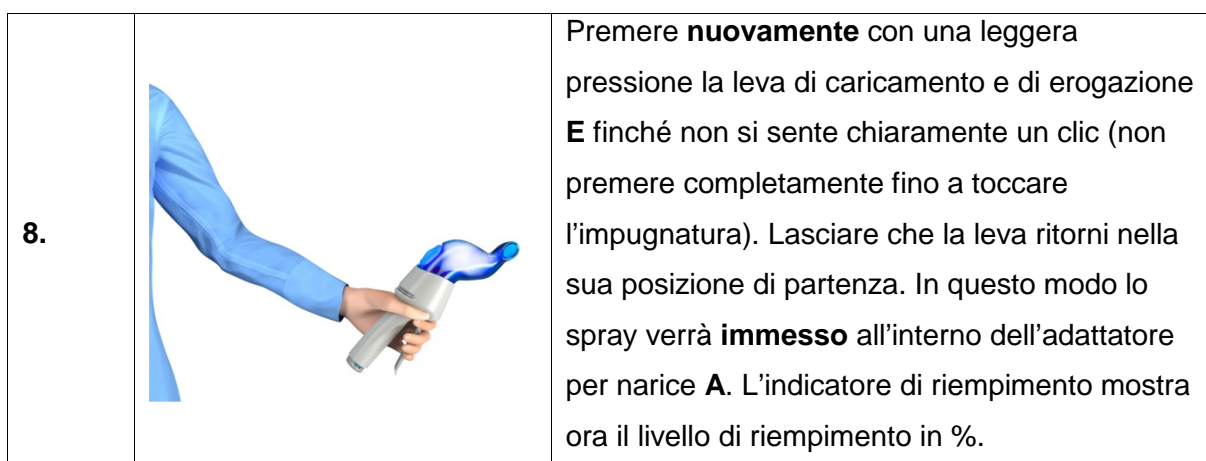 8.
Premere nuovamente con una leggera
pressione la leva di caricamento e di erogazione
E finché non si sente chiaramente un clic (non
premere completamente fino a toccare
l’impugnatura). Lasciare che la leva ritorni nella
sua posizione di partenza. In questo modo lo
spray verrà immesso all’interno dell’adattatore
per narice A. L’indicatore di riempimento mostra
ora il livello di riempimento in %.